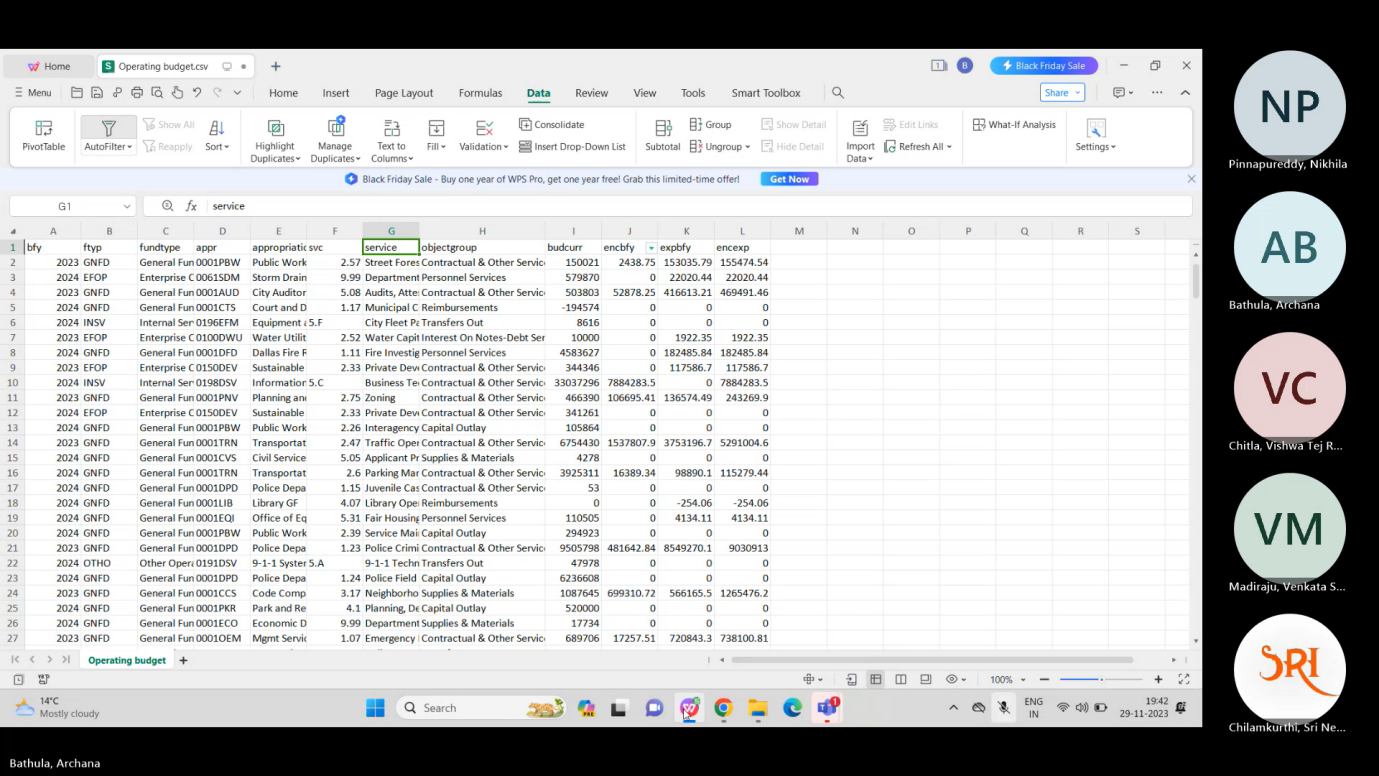 Home
Operating budget.csv
Black Friday Sale
Menu
Home Insert Page Layout Formulas Data Review View Tools Smart Toolbox
Share
PivotTable
AutoFilter
Show All
Reapply
Sort
Highlight Duplicates
Manage Duplicates
Text to Columns
Fill
Validation
Consolidate
Insert Drop-Down List
Subtotal
Group
Ungroup
Show Detail
Hide Detail
Import Data
Edit Links
Refresh All
What-If Analysis
Settings
Black Friday Sale - Buy one year of WPS Pro, get one year free! Grab this limited-time offer!
Get Now
G1 fx service
A B C D E F G H I J K L M N O P Q R S
1 bfy ftyp fundtype appr appropriatic svc service objectgroup budcurr encbfy expbfy encexp
2 2023 GNFD General Fun 0001PBW Public Work 2.57 Street Fores Contractual & Other Servic 150021 2438.75 153035.79 155474.54
3 2024 EFOP Enterprise C 0061SDM Storm Drain 9.99 Department Personnel Services 579870 0 22020.44 22020.44
4 2024 GNFD General Fun 0001AUD City Auditor 5.08 Audits, Atte Contractual & Other Servic 503803 52878.25 416613.21 469491.46
5 2024 GNFD General Fun 0001CTS Court and D 1.17 Municipal C Reimbursements -194574 0 0 0
6 2024 INSV Internal Ser 0196EFM Equipment a 5.F City Fleet Pa Transfers Out 8616 0 0 0
7 2023 EFOP Enterprise C 0100DWU Water Utilit 2.52 Water Capit Interest On Notes-Debt Ser 10000 0 1922.35 1922.35
8 2024 GNFD General Fun 0001DFD Dallas Fire R 1.11 Fire Investig Personnel Services 4583627 0 182485.84 182485.84
9 2023 EFOP Enterprise C 0150DEV Sustainable 2.33 Private Deve Contractual & Other Servic 344346 0 117586.7 117586.7
10 2024 INSV Internal Ser 0198DSV Information 5.C Business Te Contractual & Other Servic 33037296 7884283.5 0 7884283.5
11 2023 GNFD General Fun 0001PNV Planning and 2.75 Zoning Contractual & Other Servic 466390 106695.41 136574.49 243269.9
12 2024 EFOP Enterprise C 0150DEV Sustainable 2.33 Private Deve Contractual & Other Servic 341261 0 0 0
13 2024 GNFD General Fun 0001PBW Public Work 2.26 Interagency Capital Outlay 105864 0 0 0
14 2023 GNFD General Fun 0001TRN Transportat 2.47 Traffic Oper Contractual & Other Servic 6754430 1537807.9 3753196.7 5291004.6
15 2024 GNFD General Fun 0001CVS Civil Service 5.05 Applicant Pr Supplies & Materials 4278 0 0 0
16 2024 GNFD General Fun 0001TRN Transportat 2.6 Parking Mar Contractual & Other Servic 3925311 16389.34 98890.1 115279.44
17 2024 GNFD General Fun 0001DPD Police Depa 1.15 Juvenile Cas Contractual & Other Servic 53 0 0 0
18 2024 GNFD General Fun 0001LIB Library GF 4.07 Library Oper Reimbursements 0 0 -254.06 -254.06
19 2024 GNFD General Fun 0001EQI Office of Eq 5.31 Fair Housing Personnel Services 110505 0 4134.11 4134.11
20 2024 GNFD General Fun 0001PBW Public Work 2.39 Service Mai Capital Outlay 294923 0 0 0
21 2023 GNFD General Fun 0001DPD Police Depa 1.23 Police Crimi Contractual & Other Servic 9505798 481642.84 8549270.1 9030913
22 2024 OTHO Other Opera 0191DSV 9-1-1 System 5.A 9-1-1 Techn Transfers Out 47978 0 0 0
23 2024 GNFD General Fun 0001DPD Police Depa 1.24 Police Field Capital Outlay 6236608 0 0 0
24 2023 GNFD General Fun 0001CCS Code Comp 3.17 Neighborho Supplies & Materials 1087645 699310.72 566165.5 1265476.2
25 2024 GNFD General Fun 0001PKR Park and Re 4.1 Planning, De Capital Outlay 520000 0 0 0
26 2024 GNFD General Fun 0001ECO Economic D 9.99 Department Supplies & Materials 17734 0 0 0
27 2023 GNFD General Fun 0001OEM Mgmt Servic 1.07 Emergency Contractual & Other Servic 689706 17257.51 720843.3 738100.81
Operating budget
100%
14°C
Mostly cloudy
Search
ENG
IN
19:42
29-11-2023
Bathula, Archana
NP
Pinnapureddy, Nikhila
AB
Bathula, Archana
VC
Chitla, Vishwa Tej R...
VM
Madiraju, Venkata S...
SRI
Chilamkurthi, Sri Ne...